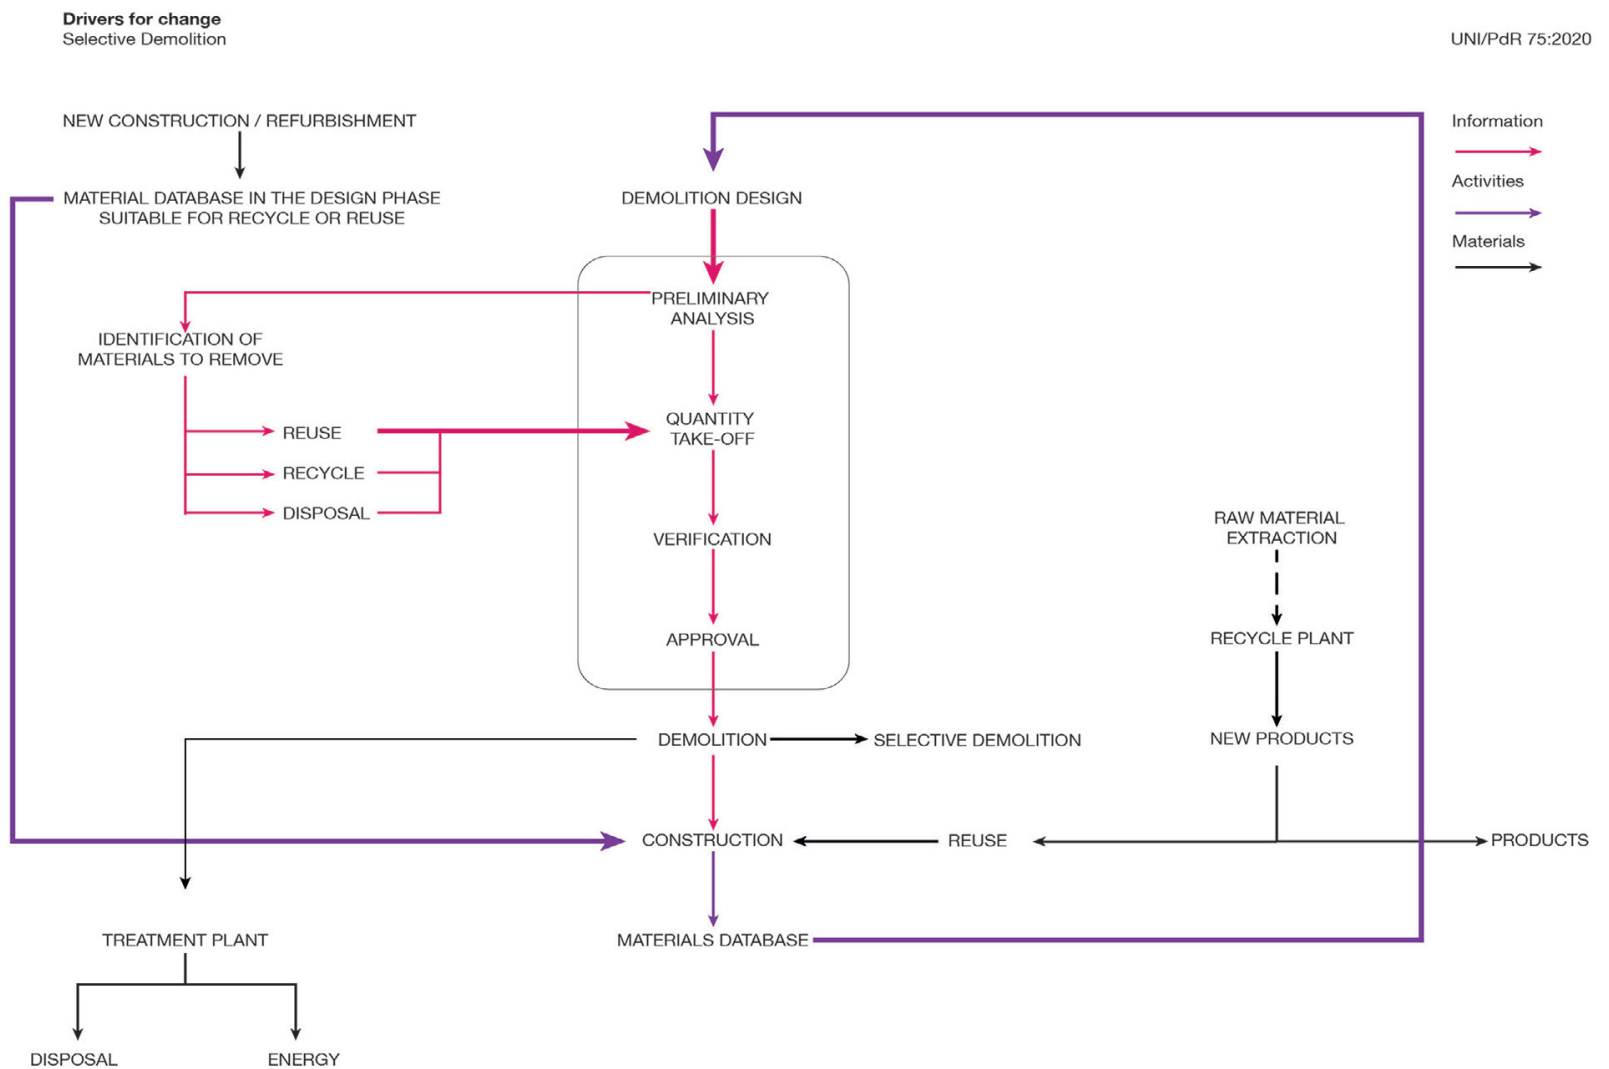 Drivers for change
Selective Demolition
UNI/PdR 75:2020
NEW CONSTRUCTION / REFURBISHMENT
Information
Activities
Materials
MATERIAL DATABASE IN THE DESIGN PHASE
SUITABLE FOR RECYCLE OR REUSE
DEMOLITION DESIGN
PRELIMINARY
ANALYSIS
IDENTIFICATION OF
MATERIALS TO REMOVE
REUSE
RECYCLE
DISPOSAL
QUANTITY
TAKE-OFF
VERIFICATION
APPROVAL
RAW MATERIAL
EXTRACTION
RECYCLE PLANT
NEW PRODUCTS
DEMOLITION
SELECTIVE DEMOLITION
CONSTRUCTION
REUSE
PRODUCTS
TREATMENT PLANT
MATERIALS DATABASE
DISPOSAL
ENERGY